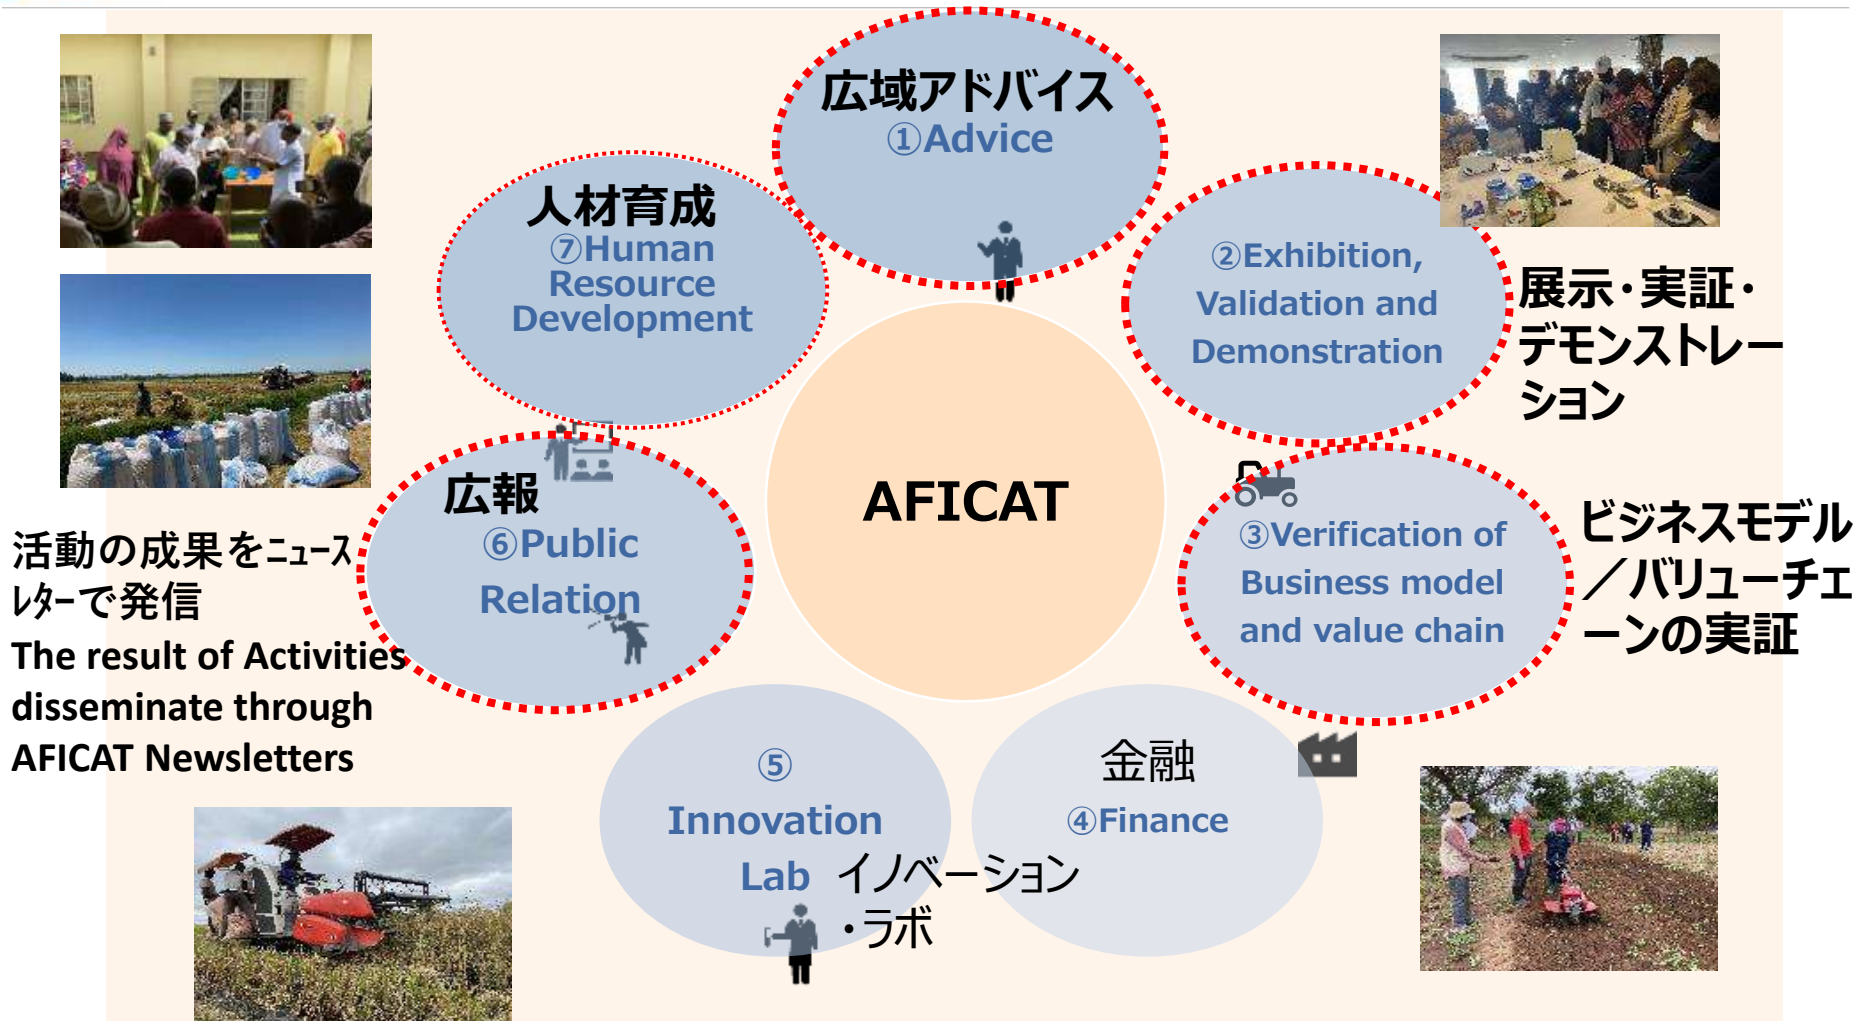 広域アドバイス
①Advice
②Exhibition,
Validation and
Demonstration
展示・実証・
デモンストレー
ション
③Verification of
Business model
and value chain
ビジネスモデル
／バリューチェ
ーンの実証
金融
④Finance
⑤
Innovation
Lab
イノベーション
・ラボ
広報
⑥Public
Relation
活動の成果をニュース
レターで発信
The result of Activities
disseminate through
AFICAT Newsletters
人材育成
⑦Human
Resource
Development
AFICAT